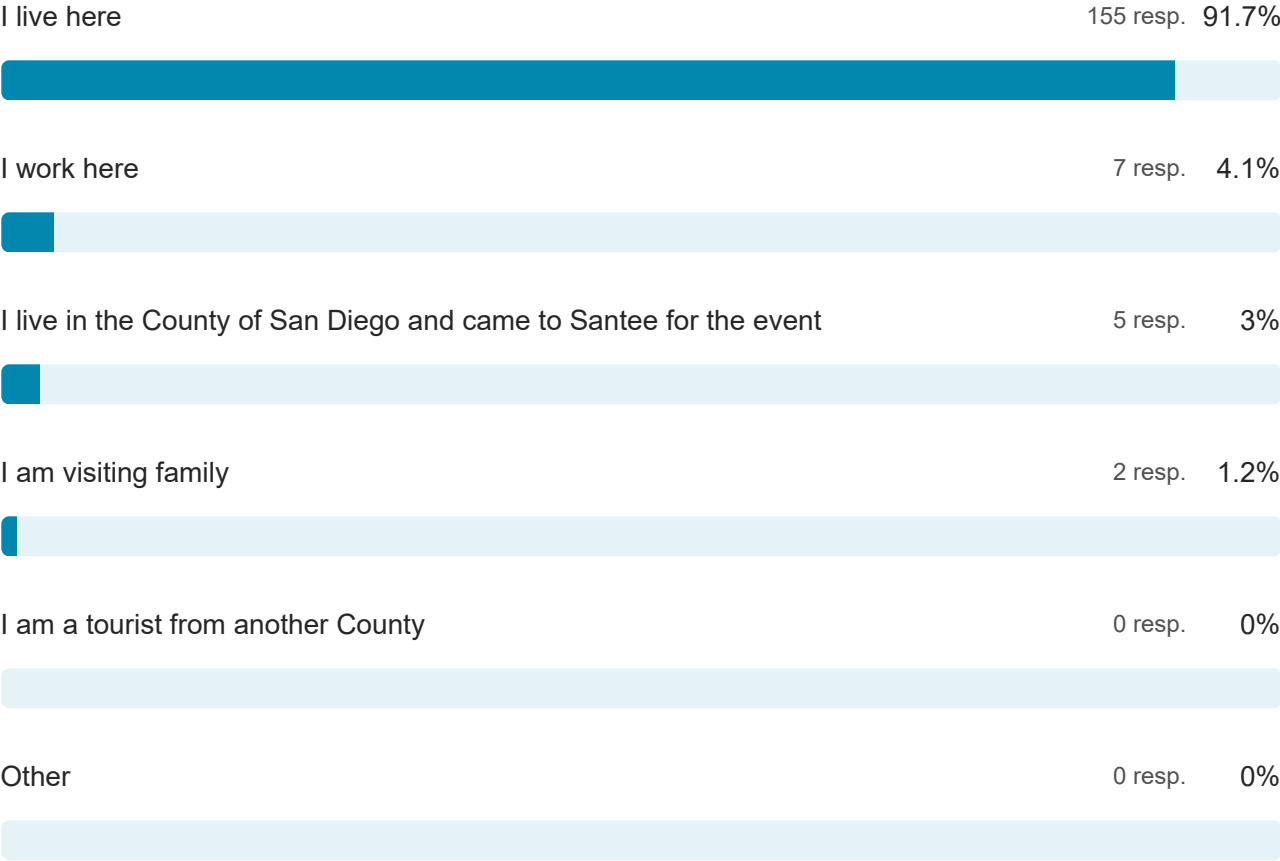 I live here 155 resp. 91.7%
I work here 7 resp. 4.1%
I live in the County of San Diego and came to Santee for the event 5 resp. 3%
I am visiting family 2 resp. 1.2%
I am a tourist from another County 0 resp. 0%
Other 0 resp. 0%